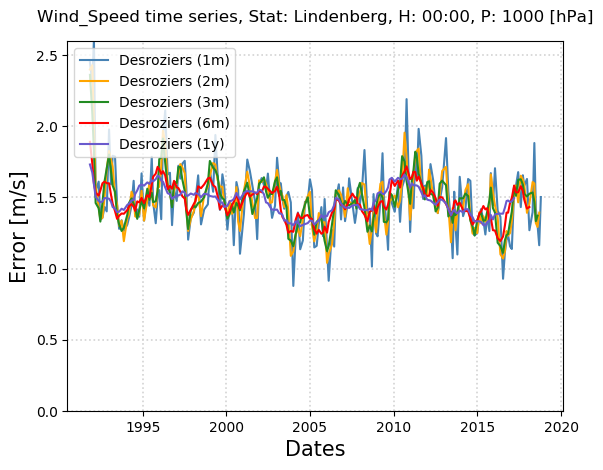 Wind_Speed time series, Stat: Lindenberg, H: 00:00, P: 1000 [hPa]
Desroziers (1m)
Desroziers (2m)
Desroziers (3m)
Desroziers (6m)
Desroziers (1y)
2.5
2.0
1.5
1.0
0.5
0.0
Error [m/s]
1995 2000 2005 2010 2015 2020
Dates